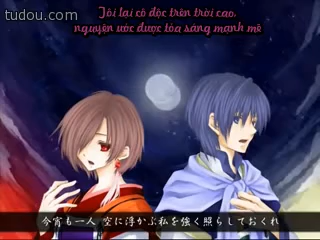 tudou.com
Tôi lại cô độc trên trời cao,
nguyện ước được tỏa sáng mạnh mẽ
今宵も一人 空に浮かぶ私を強く照らしておくれ